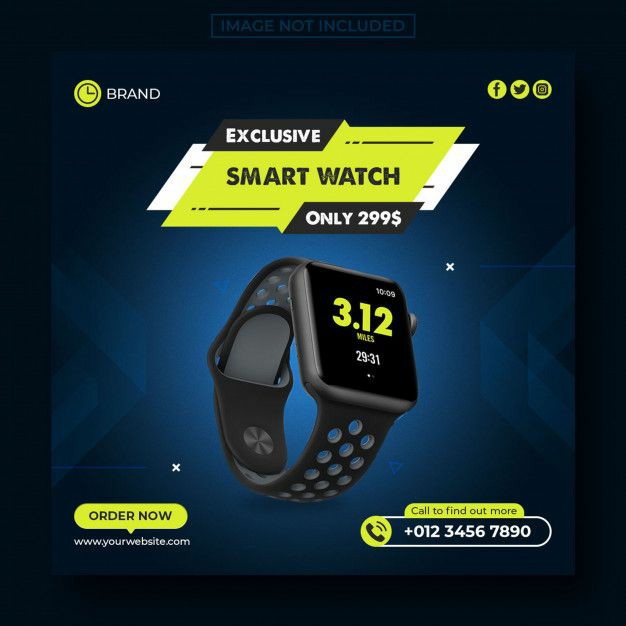 IMAGE NOT INCLUDED
BRAND
EXCLUSIVE
SMART WATCH
ONLY 299$
10:09
3.12
MILES
29:31
ORDER NOW
www.yourwebsite.com
Call to find out more
+012 3456 7890